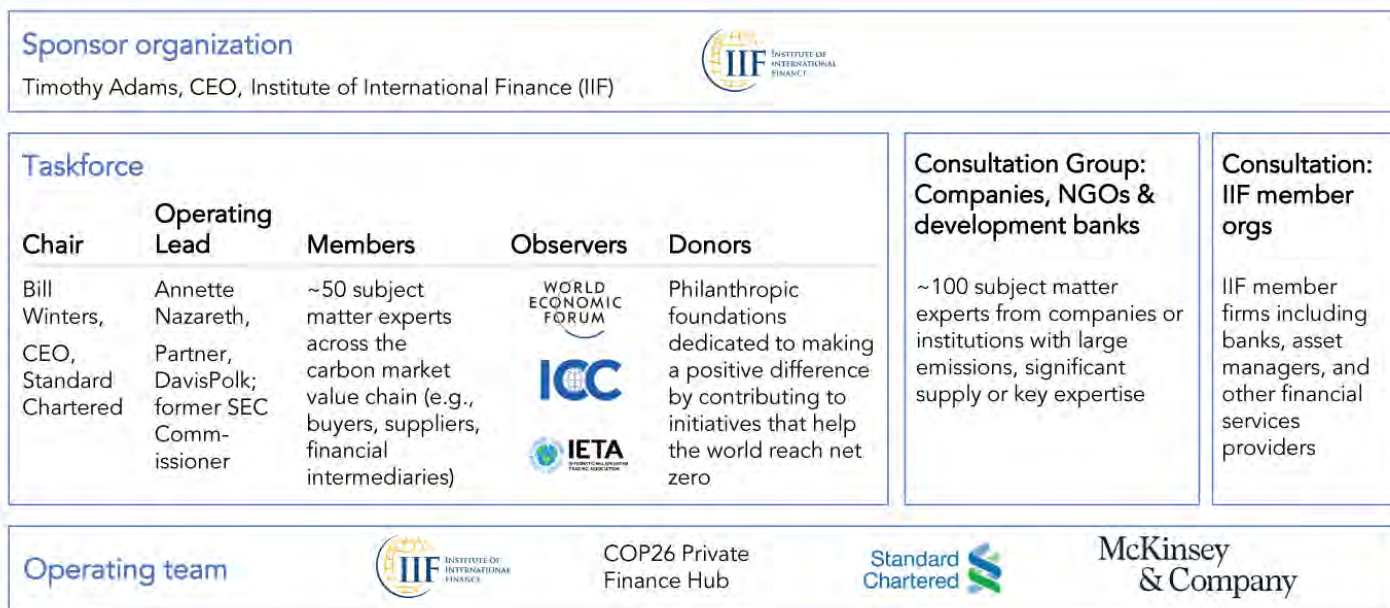 Sponsor organization
Timothy Adams, CEO, Institute of International Finance (IIF)
IIF
INSTITUTE OF
INTERNATIONAL
FINANCE
Taskforce
Chair
Bill
Winters,
CEO,
Standard
Chartered
Operating
Lead
Annette
Nazareth,
Partner,
DavisPolk;
former SEC
Comm-
issioner
Members
~50 subject
matter experts
across the
carbon market
value chain (e.g.,
buyers, suppliers,
financial
intermediaries)
Observers
WORLD
ECONOMIC
FORUM
ICC
IETA
INTERNATIONAL EMISSIONS
TRADING ASSOCIATION
Donors
Philanthropic
foundations
dedicated to making
a positive difference
by contributing to
initiatives that help
the world reach net
zero
Consultation Group:
Companies, NGOs &
development banks
~100 subject matter
experts from companies or
institutions with large
emissions, significant
supply or key expertise
Consultation:
IIF member
orgs
IIF member
firms including
banks, asset
managers, and
other financial
services
providers
Operating team
IIF
INSTITUTE OF
INTERNATIONAL
FINANCE
COP26 Private
Finance Hub
Standard
Chartered
McKinsey
& Company